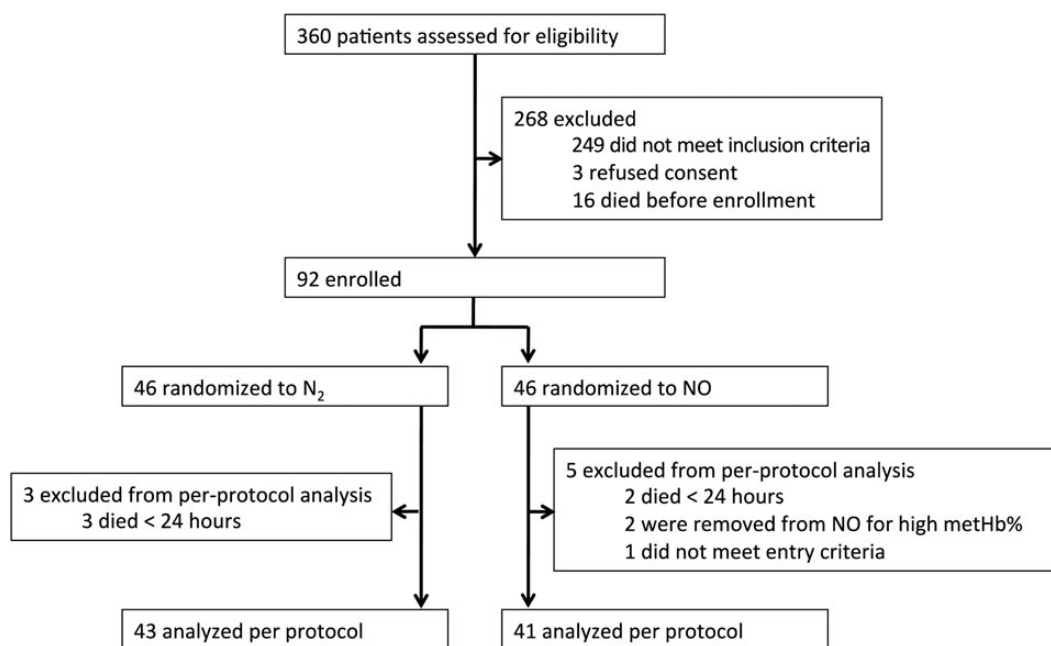 360 patients assessed for eligibility
268 excluded
249 did not meet inclusion criteria
3 refused consent
16 died before enrollment
92 enrolled
46 randomized to N₂
46 randomized to NO
3 excluded from per-protocol analysis
3 died < 24 hours
5 excluded from per-protocol analysis
2 died < 24 hours
2 were removed from NO for high metHb%
1 did not meet entry criteria
43 analyzed per protocol
41 analyzed per protocol